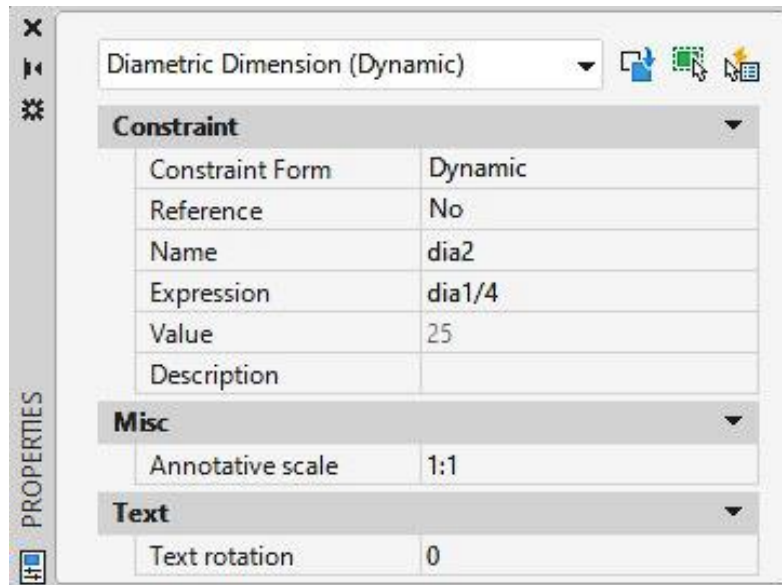 Diametric Dimension (Dynamic)
Constraint
Constraint Form Dynamic
Reference No
Name dia2
Expression dia1/4
Value 25
Description
Misc
Annotative scale 1:1
Text
Text rotation 0
PROPERTIES